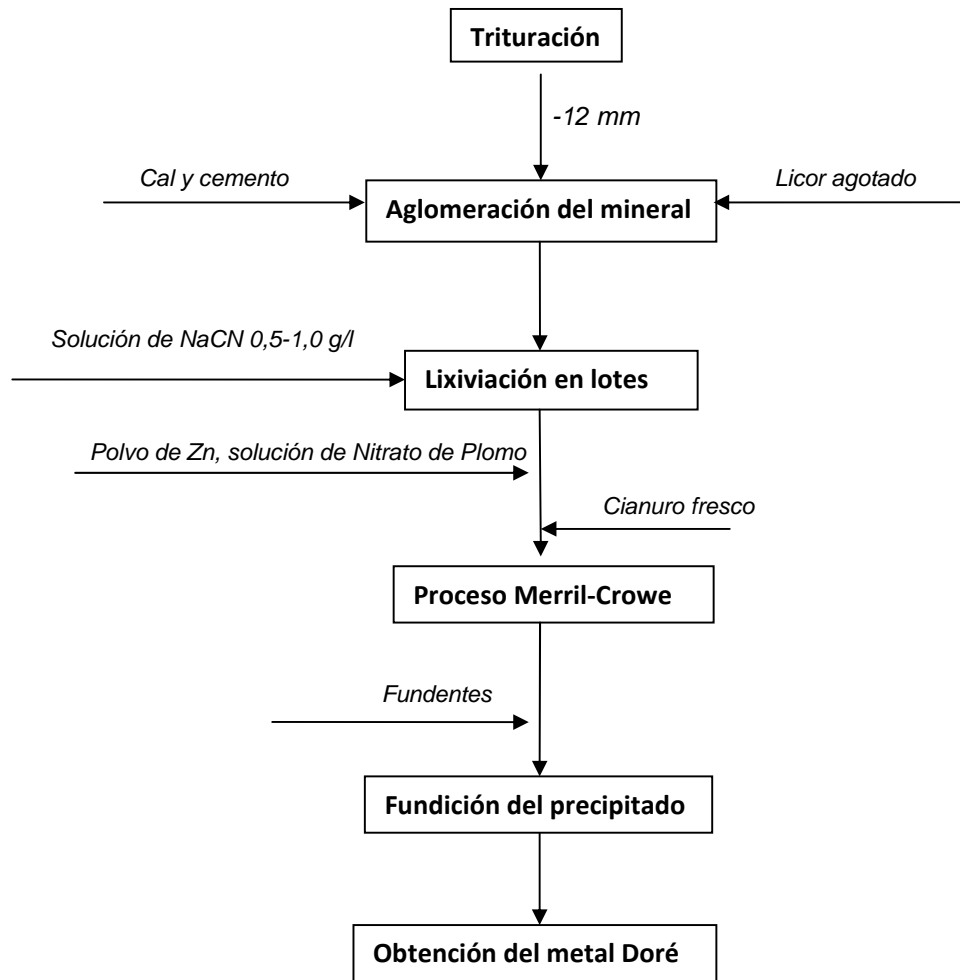 Trituración
-12 mm
Cal y cemento
Licor agotado
Aglomeración del mineral
Solución de NaCN 0,5-1,0 g/l
Lixiviación en lotes
Polvo de Zn, solución de Nitrato de Plomo
Cianuro fresco
Proceso Merril-Crowe
Fundentes
Fundición del precipitado
Obtención del metal Doré